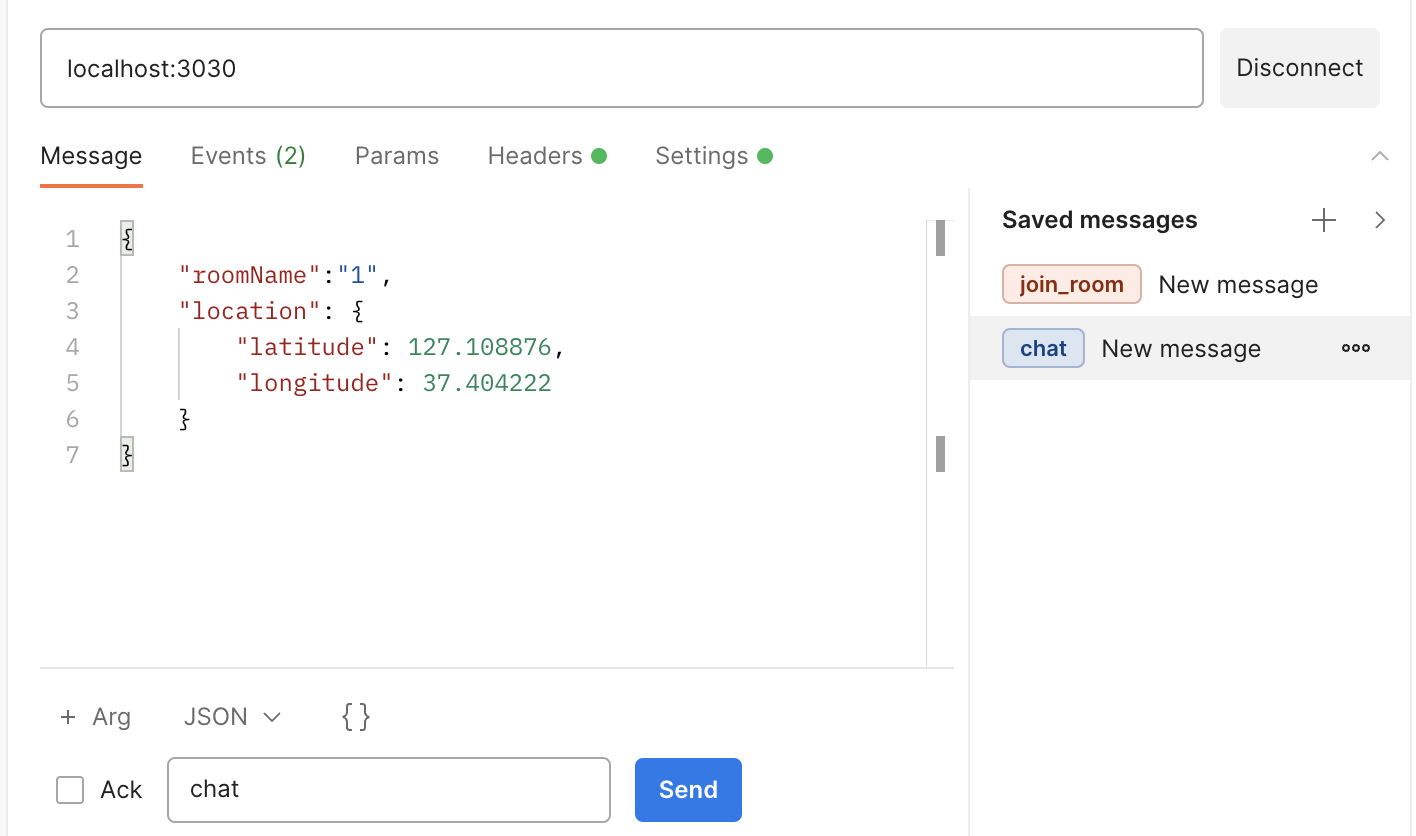 localhost:3030
Disconnect
Message Events (2) Params Headers Settings
Saved messages
1 {
2 "roomName":"1",
3 "location": {
4 "latitude": 127.108876,
5 "longitude": 37.404222
6 }
7 }
join_room New message
chat New message
+ Arg JSON {}
Ack chat Send